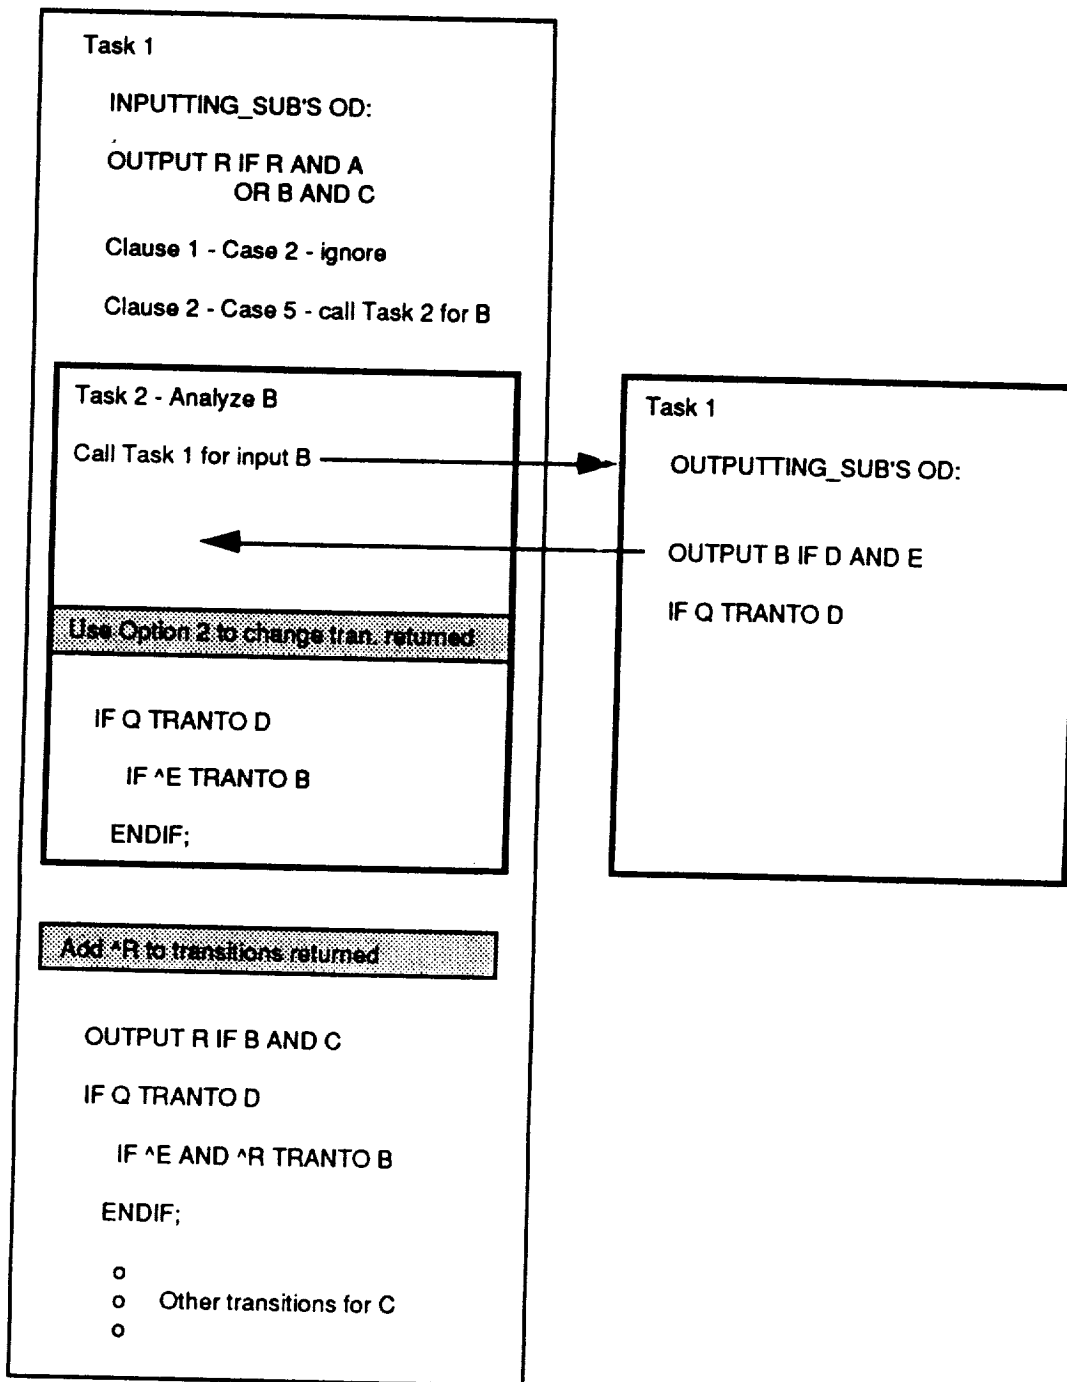 Task 1
INPUTTING_SUB'S OD:
OUTPUT R IF R AND A
OR B AND C
Clause 1 - Case 2 - ignore
Clause 2 - Case 5 - call Task 2 for B
Task 2 - Analyze B
Call Task 1 for input B
Use Option 2 to change tran. returned
IF Q TRANTO D
IF ^E TRANTO B
ENDIF;
Task 1
OUTPUTTING_SUB'S OD:
OUTPUT B IF D AND E
IF Q TRANTO D
Add ^R to transitions returned
OUTPUT R IF B AND C
IF Q TRANTO D
IF ^E AND ^R TRANTO B
ENDIF;
o
o Other transitions for C
o